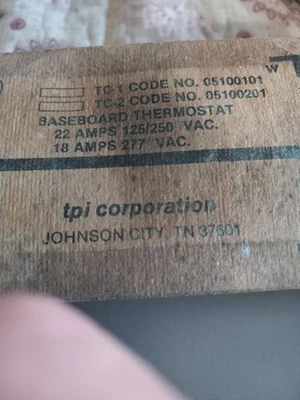 TC-1 CODE NO. 05100101
W
TC-2 CODE NO. 05100201
BASEBOARD THERMOSTAT
22 AMPS 125/250 VAC.
18 AMPS 277 VAC.
tpi corporation
JOHNSON CITY, TN 37601